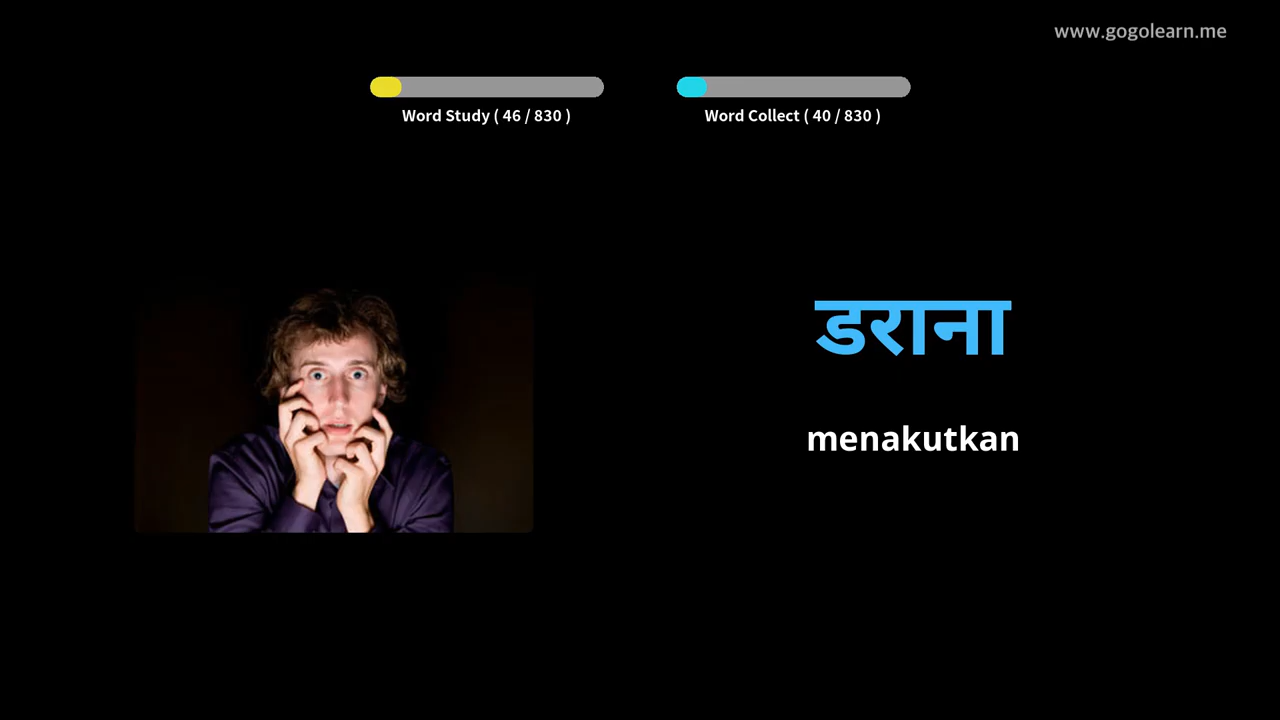 www.gogolearn.me
Word Study ( 46 / 830 )
Word Collect ( 40 / 830 )
डराना
menakutkan